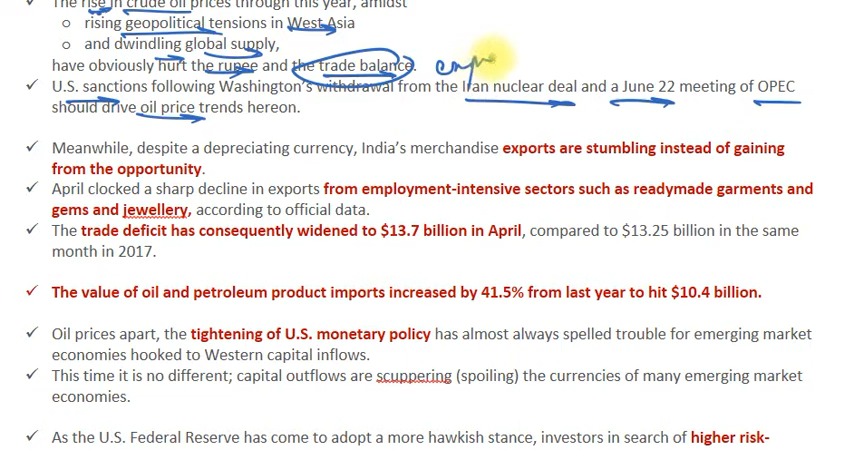 The rise in crude oil prices through this year, amidst
o rising geopolitical tensions in West Asia
o and dwindling global supply,
have obviously hurt the rupee and the trade balance.
✓ U.S. sanctions following Washington's withdrawal from the Iran nuclear deal and a June 22 meeting of OPEC
should drive oil price trends hereon.
✓ Meanwhile, despite a depreciating currency, India's merchandise exports are stumbling instead of gaining
from the opportunity.
✓ April clocked a sharp decline in exports from employment-intensive sectors such as readymade garments and
gems and jewellery, according to official data.
✓ The trade deficit has consequently widened to $13.7 billion in April, compared to $13.25 billion in the same
month in 2017.
✓ The value of oil and petroleum product imports increased by 41.5% from last year to hit $10.4 billion.
✓ Oil prices apart, the tightening of U.S. monetary policy has almost always spelled trouble for emerging market
economies hooked to Western capital inflows.
✓ This time it is no different; capital outflows are scuppering (spoiling) the currencies of many emerging market
economies.
✓ As the U.S. Federal Reserve has come to adopt a more hawkish stance, investors in search of higher risk-